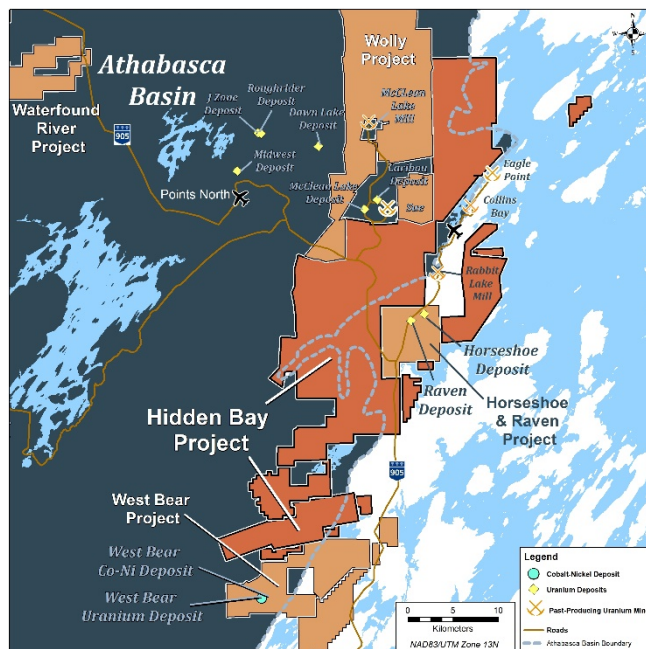 N
Athabasca
Basin
Waterfound
River Project
905
J Zone
Deposit
Roughrider
Deposit
Dawn Lake
Deposit
Midwest Deposit
Points North
Wolly
Project
McClean
Lake
Mill
McClean Lake
Deposit
Caribou
Deposit
Sue
Eagle
Point
Collins
Bay
Rabbit
Lake
Mill
Horseshoe
Deposit
Raven
Deposit
Horseshoe
& Raven
Project
Hidden Bay
Project
905
West Bear
Project
West Bear
Co-Ni Deposit
West Bear
Uranium Deposit
Legend
Cobalt-Nickel Deposit
Uranium Deposits
Past-Producing Uranium Min
Roads
Athabasca Basin Boundary
0 5 10
Kilometers
NAD83/UTM Zone 13N